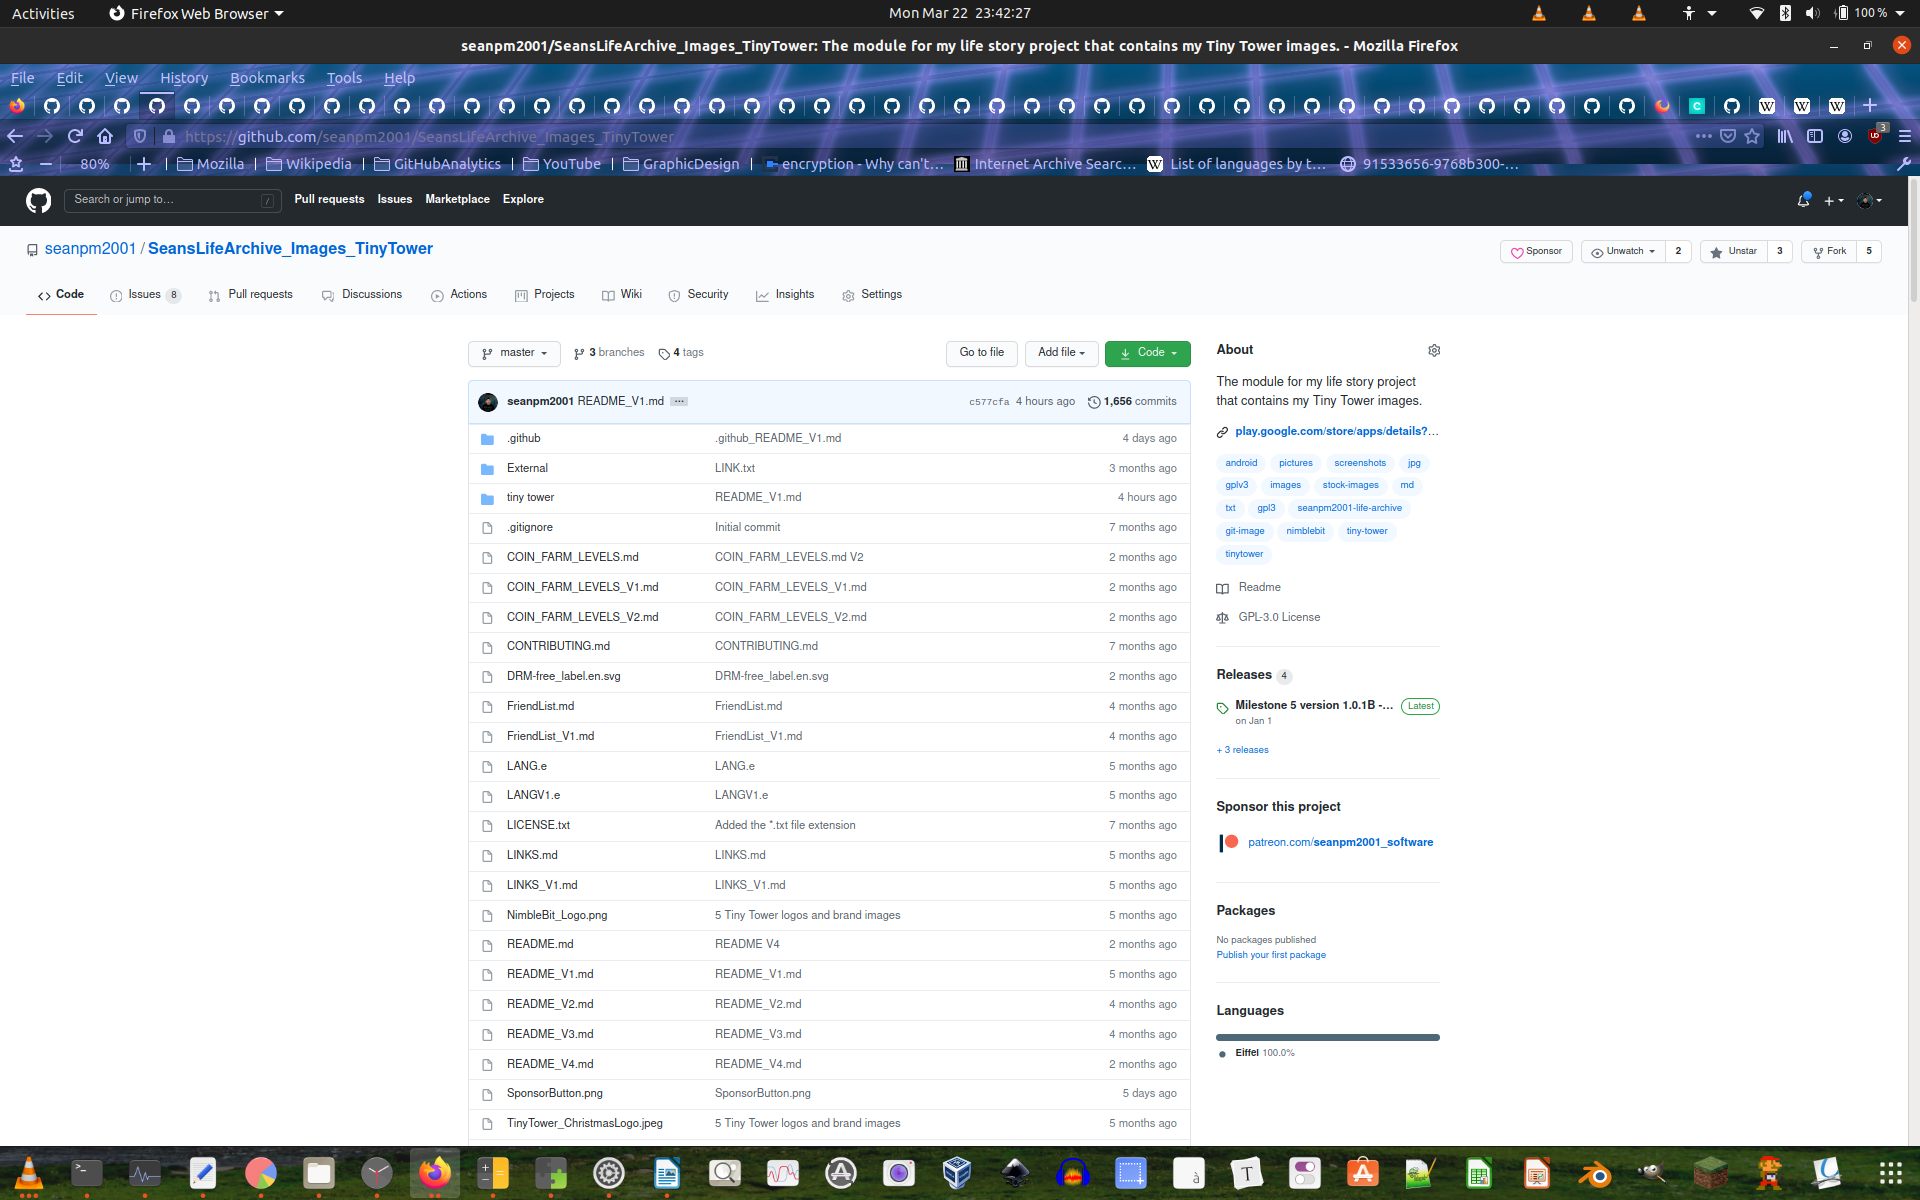 Activities
Firefox Web Browser
Mon Mar 22 23:42:27
100 %
seanpm2001/SeansLifeArchive_Images_TinyTower: The module for my life story project that contains my Tiny Tower images. - Mozilla Firefox
File Edit View History Bookmarks Tools Help
https://github.com/seanpm2001/SeansLifeArchive_Images_TinyTower
3
80%
Mozilla
Wikipedia
GitHubAnalytics
YouTube
GraphicDesign
encryption - Why can't...
Internet Archive Searc...
List of languages by t...
91533656-9768b300-...
Search or jump to...
/
Pull requests Issues Marketplace Explore
seanpm2001 / SeansLifeArchive_Images_TinyTower
Sponsor
Unwatch 2
Unstar 3
Fork 5
Code
Issues 8
Pull requests
Discussions
Actions
Projects
Wiki
Security
Insights
Settings
master
3 branches
4 tags
Go to file
Add file
Code
seanpm2001 README_V1.md ...
c577cfa 4 hours ago
1,656 commits
.github .github_README_V1.md 4 days ago
External LINK.txt 3 months ago
tiny tower README_V1.md 4 hours ago
.gitignore Initial commit 7 months ago
COIN_FARM_LEVELS.md COIN_FARM_LEVELS.md V2 2 months ago
COIN_FARM_LEVELS_V1.md COIN_FARM_LEVELS_V1.md 2 months ago
COIN_FARM_LEVELS_V2.md COIN_FARM_LEVELS_V2.md 2 months ago
CONTRIBUTING.md CONTRIBUTING.md 7 months ago
DRM-free_label.en.svg DRM-free_label.en.svg 2 months ago
FriendList.md FriendList.md 4 months ago
FriendList_V1.md FriendList_V1.md 4 months ago
LANG.e LANG.e 5 months ago
LANGV1.e LANGV1.e 5 months ago
LICENSE.txt Added the *.txt file extension 7 months ago
LINKS.md LINKS.md 5 months ago
LINKS_V1.md LINKS_V1.md 5 months ago
NimbleBit_Logo.png 5 Tiny Tower logos and brand images 5 months ago
README.md README V4 2 months ago
README_V1.md README_V1.md 5 months ago
README_V2.md README_V2.md 4 months ago
README_V3.md README_V3.md 4 months ago
README_V4.md README_V4.md 2 months ago
SponsorButton.png SponsorButton.png 5 days ago
TinyTower_ChristmasLogo.jpeg 5 Tiny Tower logos and brand images 5 months ago
About
The module for my life story project
that contains my Tiny Tower images.
play.google.com/store/apps/details?...
android pictures screenshots jpg
gplv3 images stock-images md
txt gpl3 seanpm2001-life-archive
git-image nimblebit tiny-tower
tinytower
Readme
GPL-3.0 License
Releases 4
Milestone 5 version 1.0.1B -... Latest
on Jan 1
+ 3 releases
Sponsor this project
patreon.com/seanpm2001_software
Packages
No packages published
Publish your first package
Languages
Eiffel 100.0%